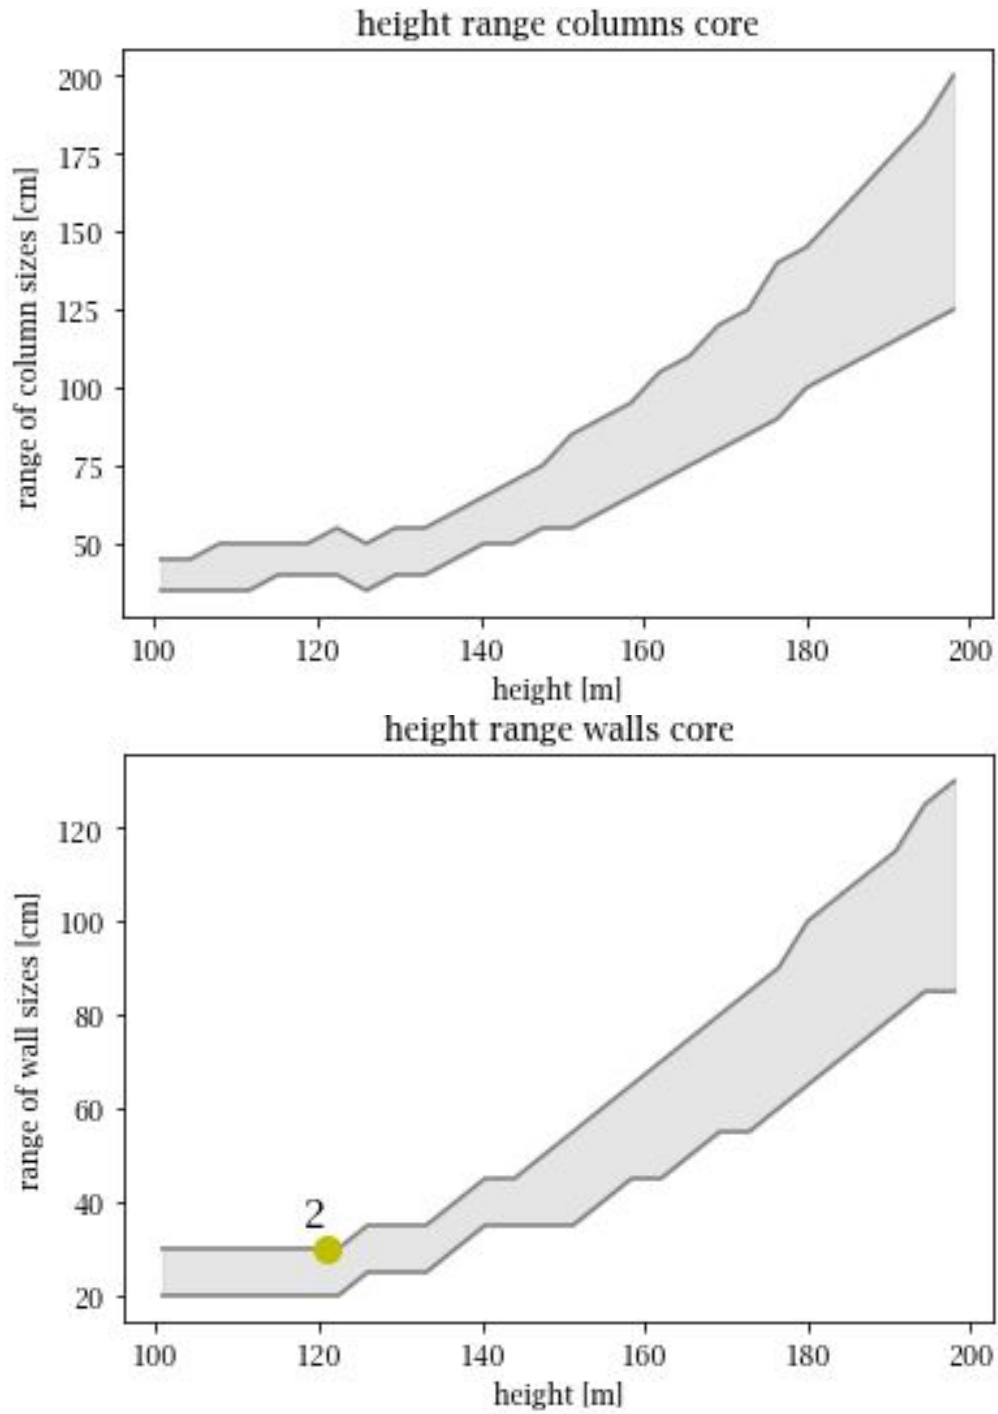 height range columns core
200
175
150
125
100
75
50
range of column sizes [cm]
100 120 140 160 180 200
height [m]
height range walls core
120
100
80
60
40
20
range of wall sizes [cm]
2
100 120 140 160 180 200
height [m]